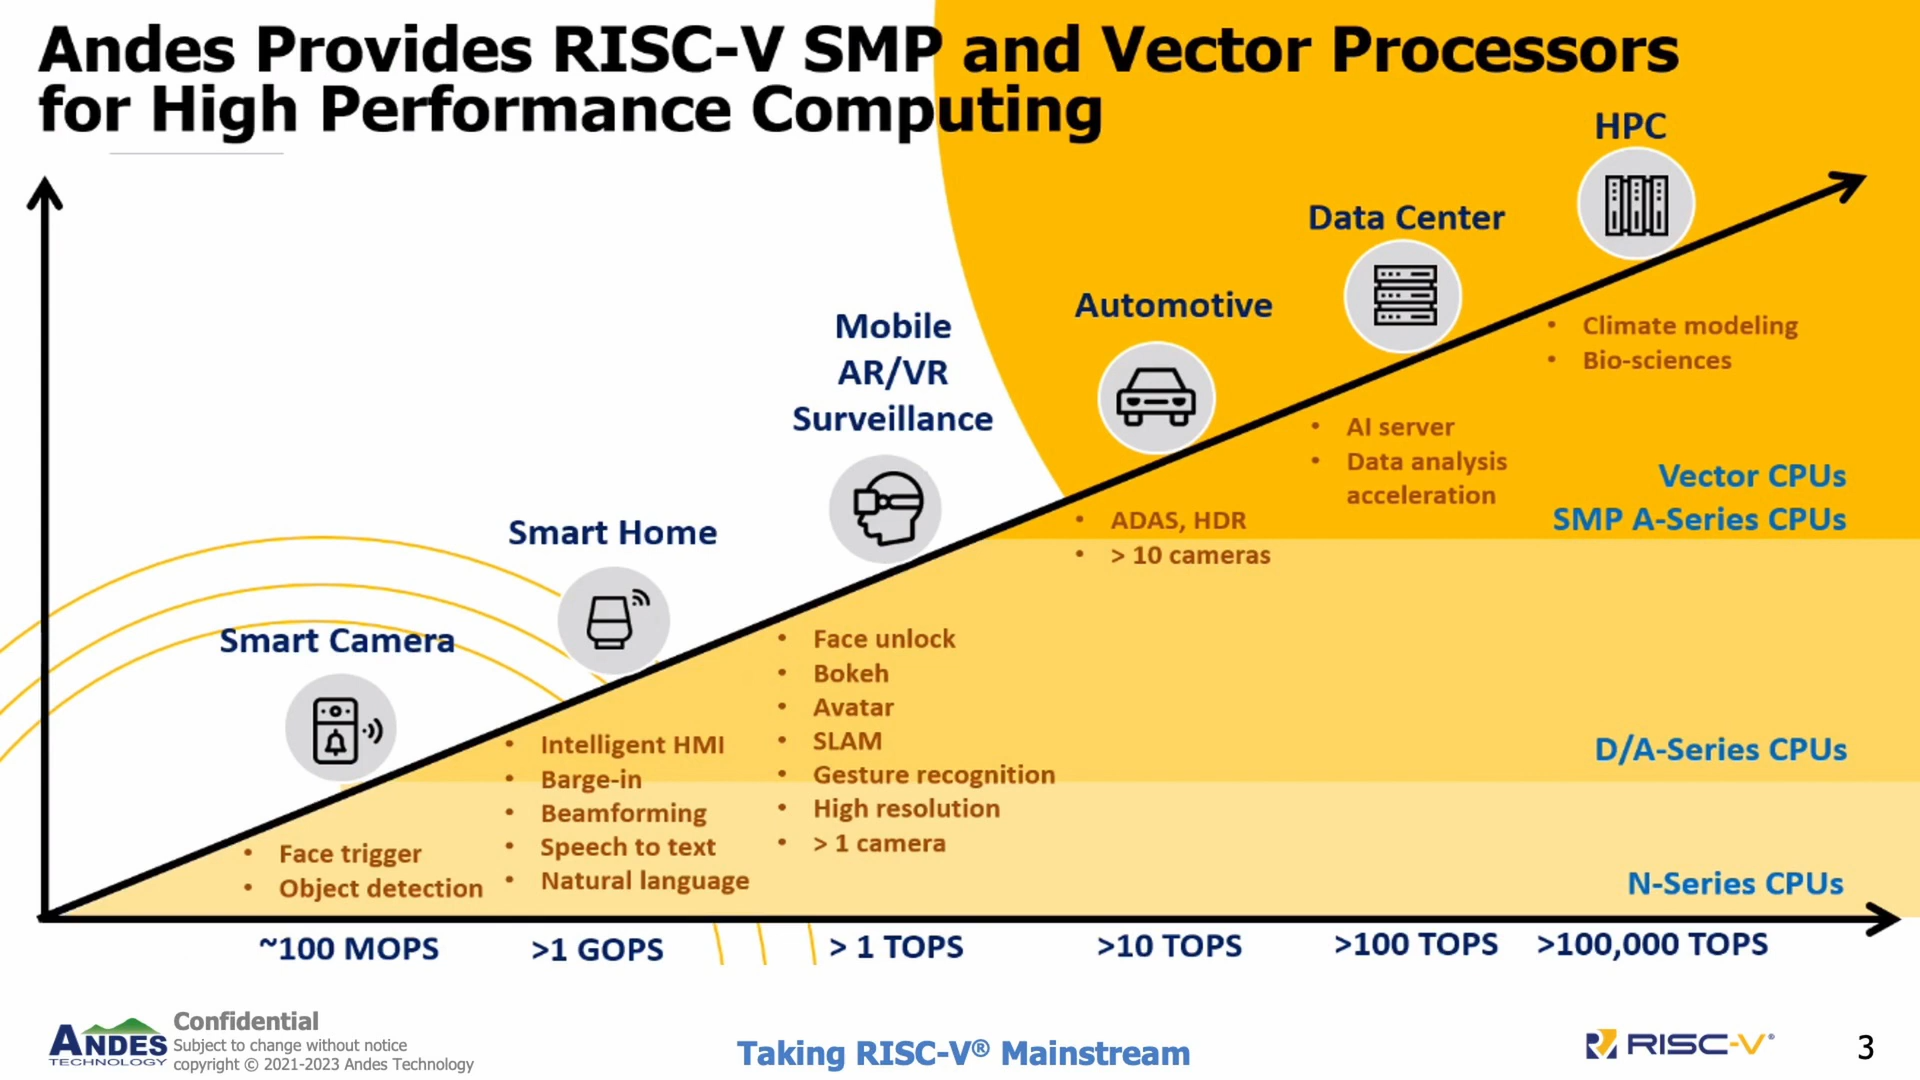 Andes Provides RISC-V SMP and Vector Processors
for High Performance Computing
HPC
Data Center
Automotive
Mobile
AR/VR
Surveillance
Smart Home
Smart Camera
• Climate modeling
• Bio-sciences
• AI server
• Data analysis
acceleration
• ADAS, HDR
• > 10 cameras
• Face unlock
• Bokeh
• Avatar
• SLAM
• Gesture recognition
• High resolution
• > 1 camera
• Intelligent HMI
• Barge-in
• Beamforming
• Speech to text
• Natural language
• Face trigger
• Object detection
Vector CPUs
SMP A-Series CPUs
D/A-Series CPUs
N-Series CPUs
~100 MOPS
>1 GOPS
> 1 TOPS
>10 TOPS
>100 TOPS
>100,000 TOPS
ANDES
TECHNOLOGY
Confidential
Subject to change without notice
copyright © 2021-2023 Andes Technology
Taking RISC-V® Mainstream
RISC-V®
3